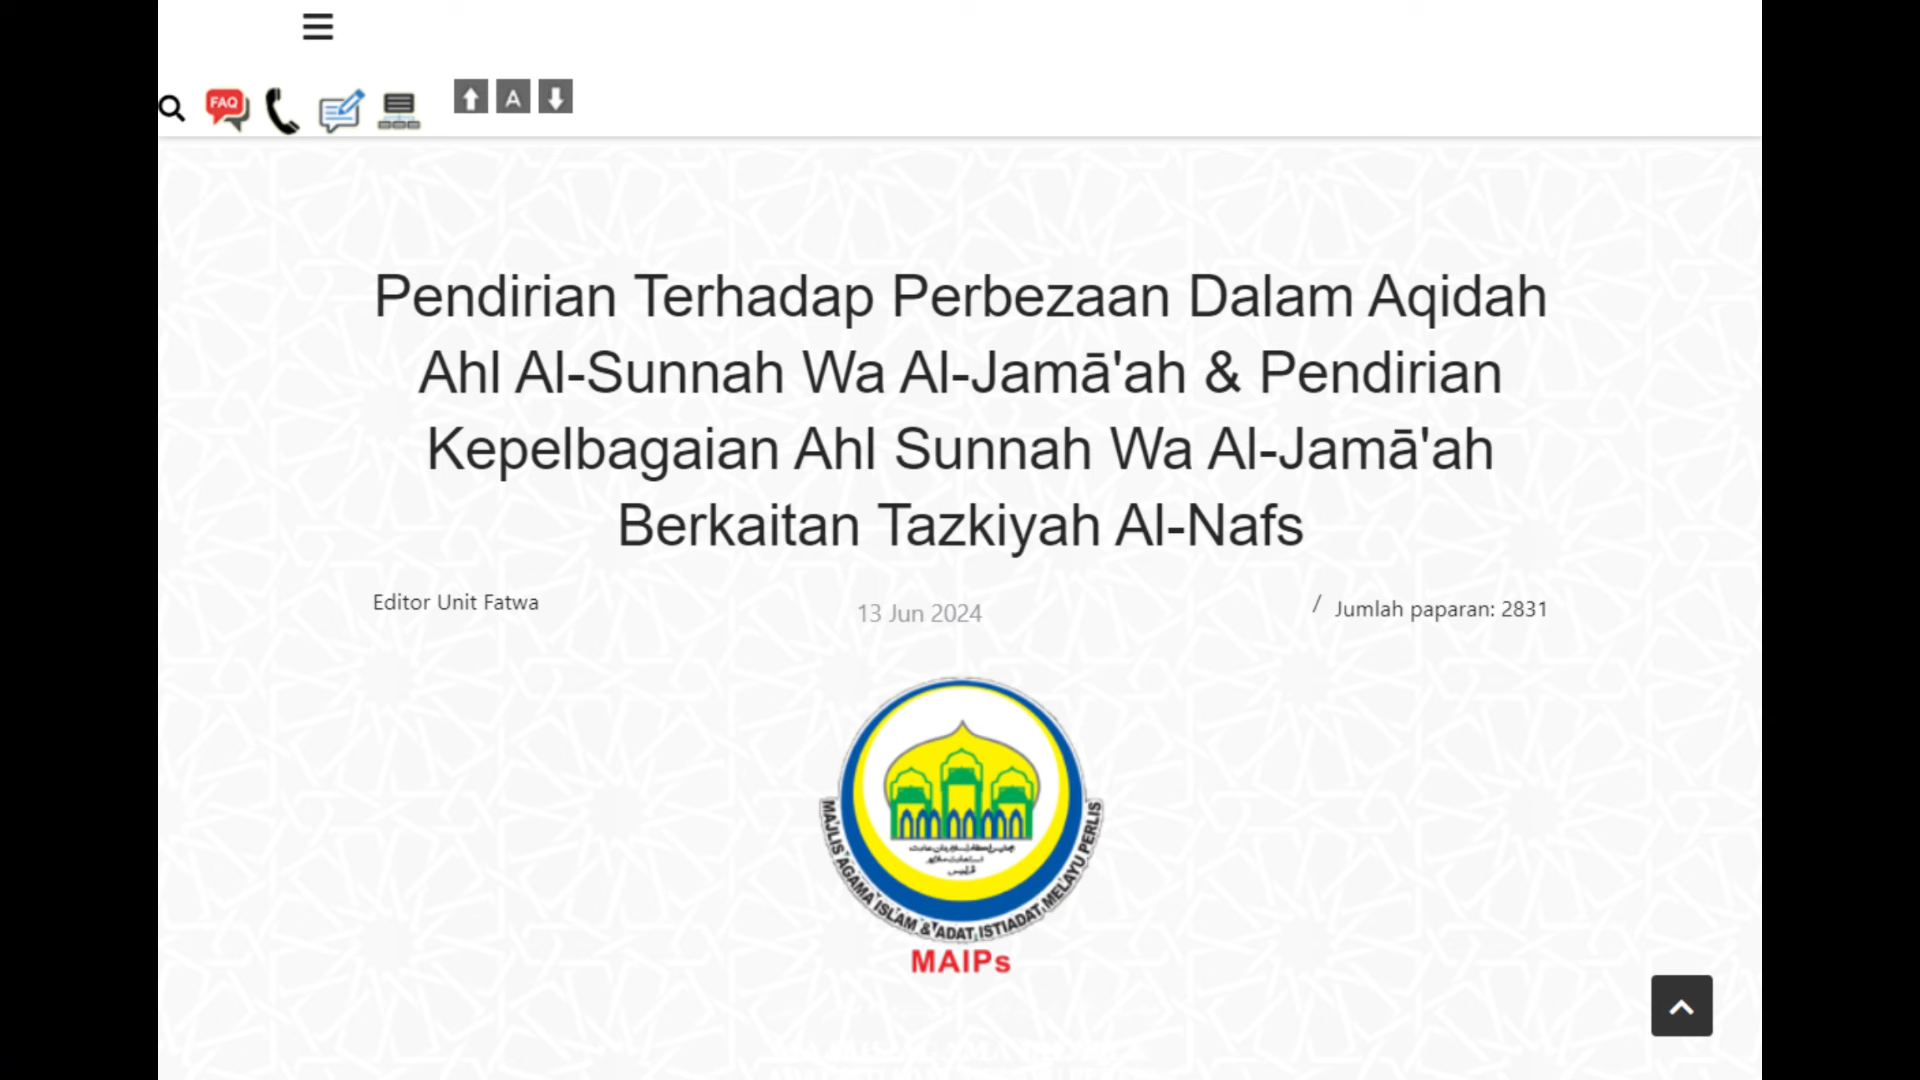 FAQ
A
Pendirian Terhadap Perbezaan Dalam Aqidah
Ahl Al-Sunnah Wa Al-Jamā'ah & Pendirian
Kepelbagaian Ahl Sunnah Wa Al-Jamā'ah
Berkaitan Tazkiyah Al-Nafs
Editor Unit Fatwa
13 Jun 2024
/ Jumlah paparan: 2831
MAJLIS AGAMA ISLAM & ADAT ISTIADAT MELAYU PERLIS
MAIPs